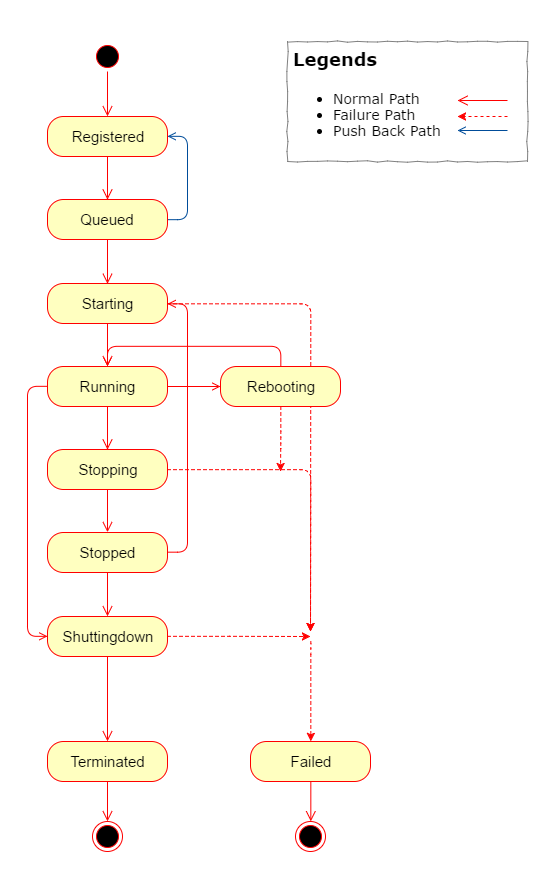 Legends
Normal Path
Failure Path
Push Back Path
Registered
Queued
Starting
Running
Rebooting
Stopping
Stopped
Shuttingdown
Terminated
Failed